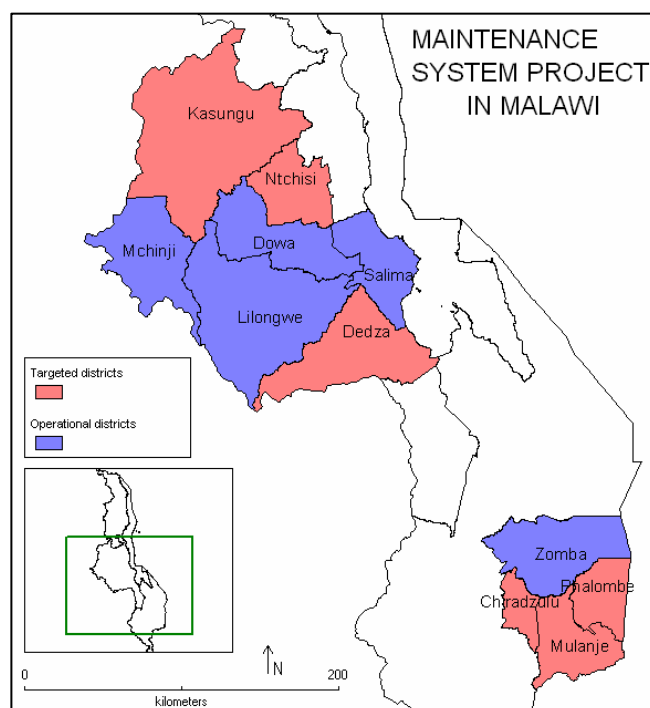 MAINTENANCE
SYSTEM PROJECT
IN MALAWI
Kasungu
Ntchisi
Mchinji
Dowa
Salima
Lilongwe
Dedza
Targeted districts
Operational districts
Zomba
Phalombe
Chiradzulu
Mulanje
N
0
200
kilometers